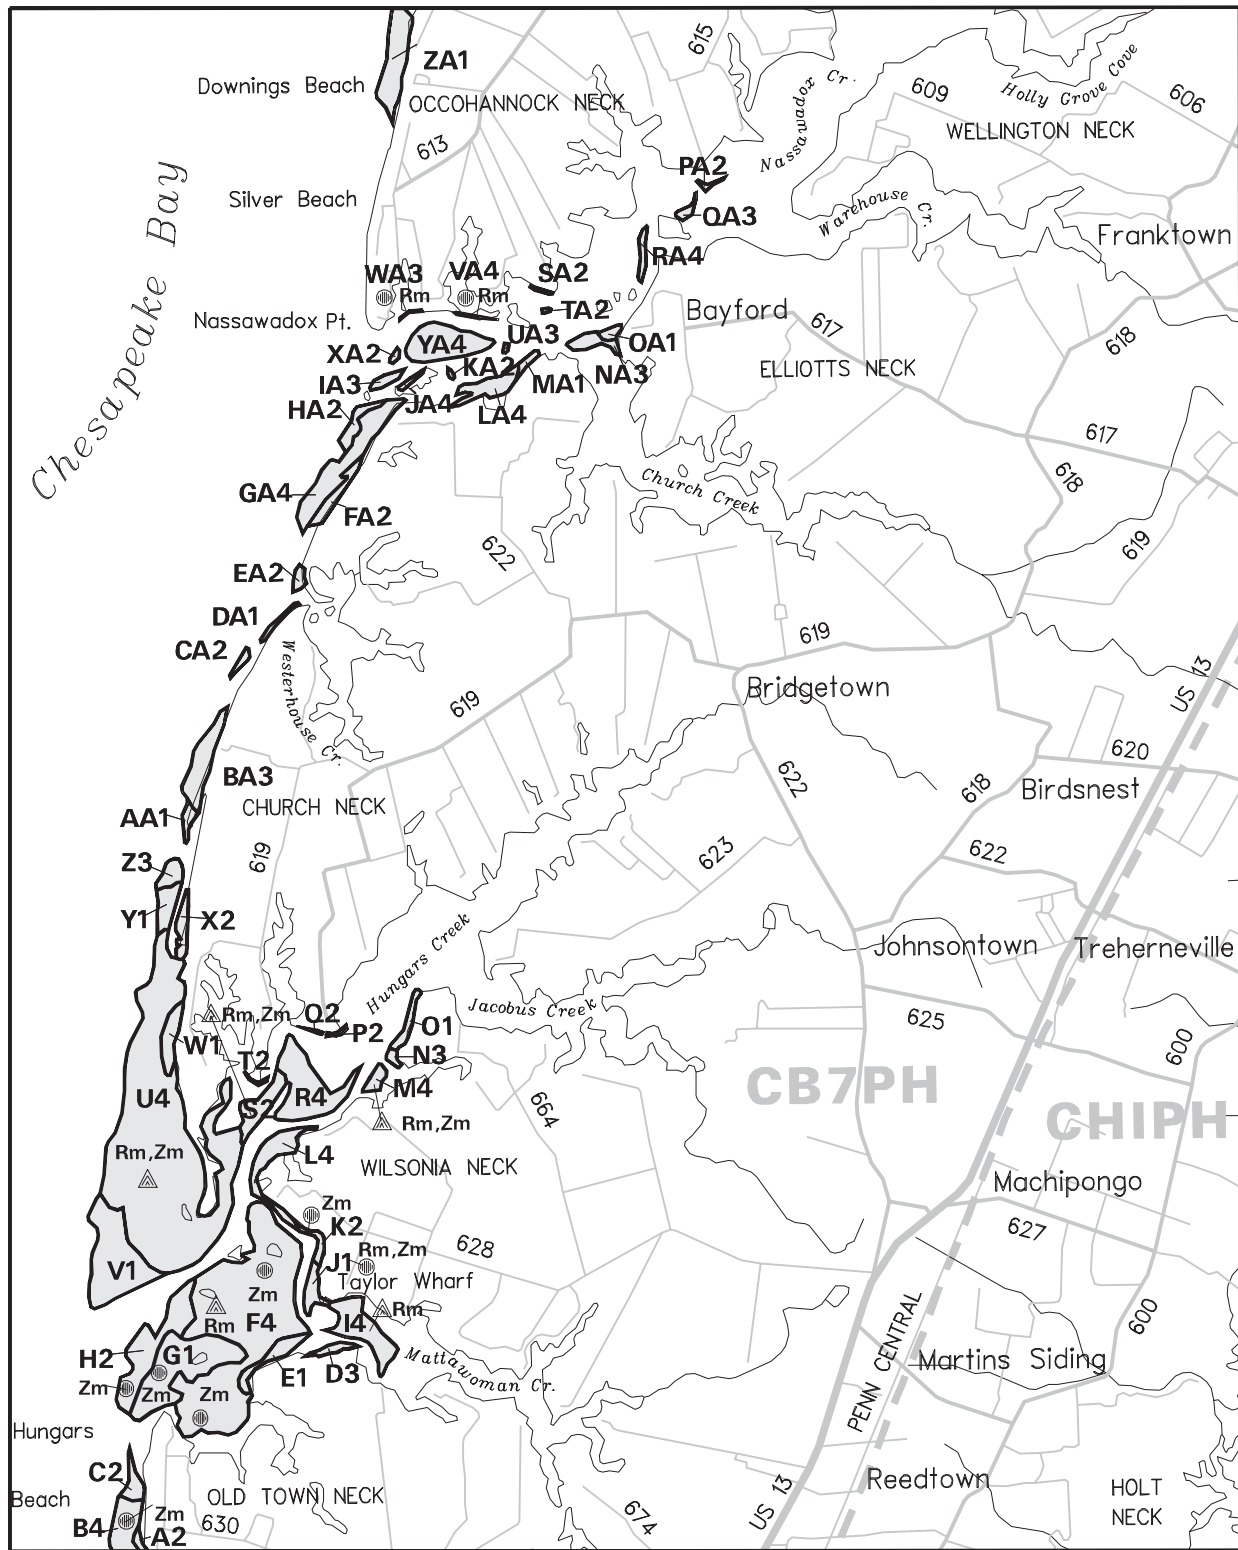 ZA1
Downings Beach
OCCOHANNOCK NECK
615
Nassawadox Cr.
609
Holly Grove Cove
606
WELLINGTON NECK
613
PA2
Silver Beach
QA3
Warehouse Cr.
Franktown
RA4
Chesapeake Bay
WA3
VA4
SA2
Rm
Rm
TA2
Bayford
617
618
Nassawadox Pt.
UA3
YA4
OA1
XA2
KA2
NA3
ELLIOTTS NECK
IA3
MA1
HA2
JA4
LA4
617
GA4
Church Creek
618
FA2
622
619
EA2
DA1
CA2
Westerhouse Cr.
619
Bridgetown
US 13
619
620
BA3
622
618
Birdsnest
CHURCH NECK
AA1
619
623
622
Z3
Y1
X2
Hungars Creek
Johnsontown
Treherneville
Jacobus Creek
Rm,Zm
Q2
P2
O1
625
W1
N3
600
T2
U4
S2
R4
M4
CB7PH
CHIPH
664
Rm,Zm
Rm,Zm
L4
WILSONIA NECK
Machipongo
Zm
K2
627
V1
J1
Rm,Zm
628
Taylor Wharf
Zm
Rm
F4
I4
Rm
600
H2
G1
PENN CENTRAL
Martins Siding
Zm
Zm
Zm
E1
D3
Mattawoman Cr.
Hungars
Beach
C2
OLD TOWN NECK
630
Zm
B4
A2
674
US 13
Reedtown
HOLT
NECK